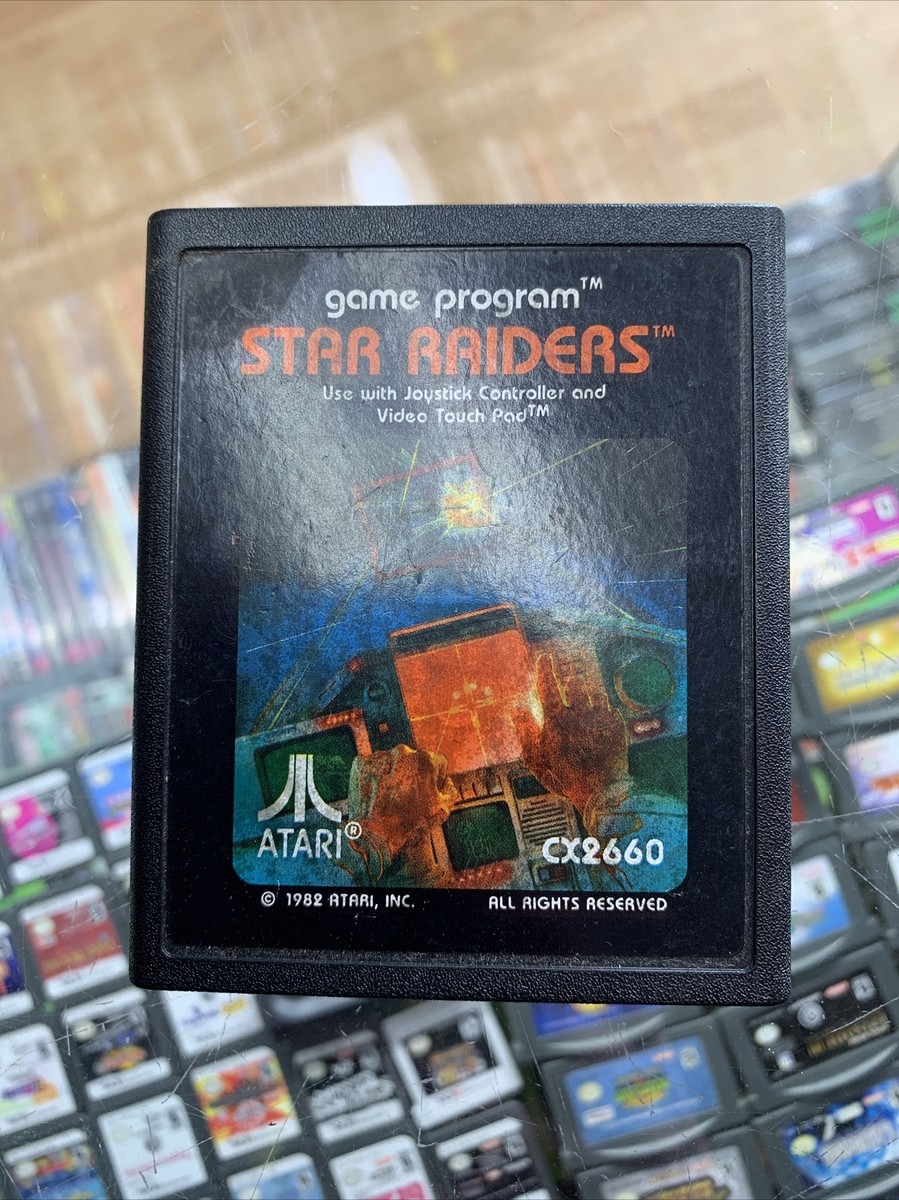 game program™
STAR RAIDERS™
Use with Joystick Controller and
Video Touch Pad™
ATARI®
CX2660
© 1982 ATARI, INC.
ALL RIGHTS RESERVED